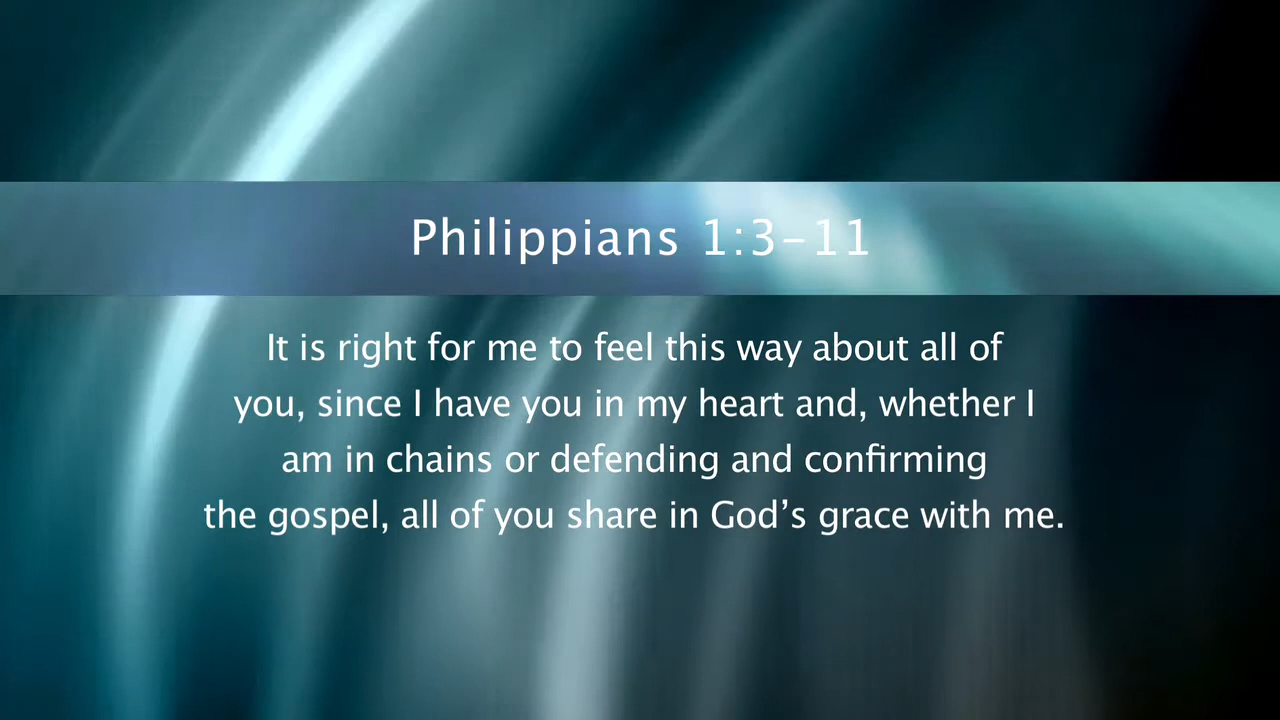 Philippians 1:3-11
It is right for me to feel this way about all of
you, since I have you in my heart and, whether I
am in chains or defending and confirming
the gospel, all of you share in God’s grace with me.